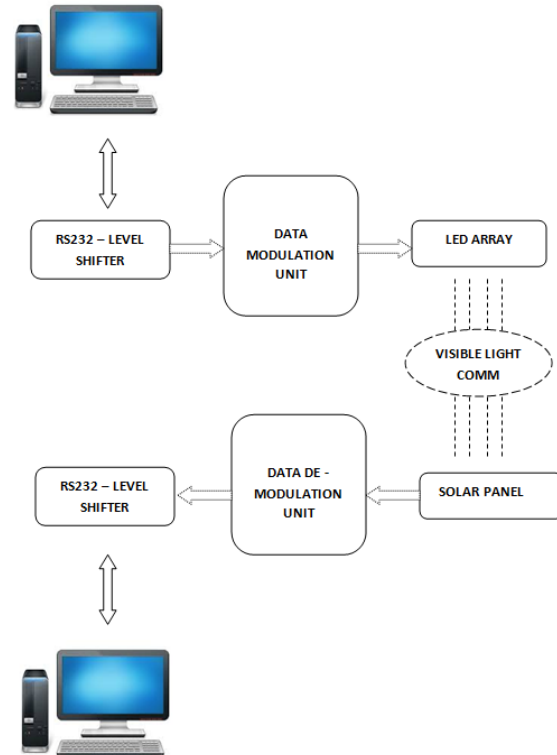 RS232 – LEVEL
SHIFTER
DATA
MODULATION
UNIT
LED ARRAY
VISIBLE LIGHT
COMM
RS232 – LEVEL
SHIFTER
DATA DE -
MODULATION
UNIT
SOLAR PANEL